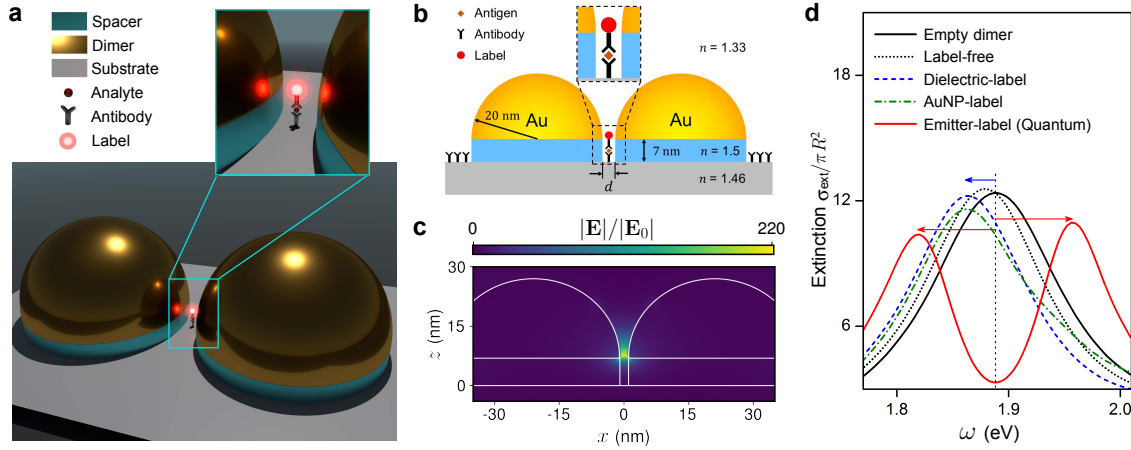 a
Spacer
Dimer
Substrate
Analyte
Antibody
Label
b
Antigen
Antibody
Label
n = 1.33
20 nm
Au
Au
7 nm
n = 1.5
d
n = 1.46
c
0
|E|/|E₀|
220
30
15
0
z (nm)
-30
-15
0
15
30
x (nm)
d
Empty dimer
Label-free
Dielectric-label
AuNP-label
Emitter-label (Quantum)
18
12
6
Extinction σext/πR²
1.8
1.9
2.0
ω (eV)